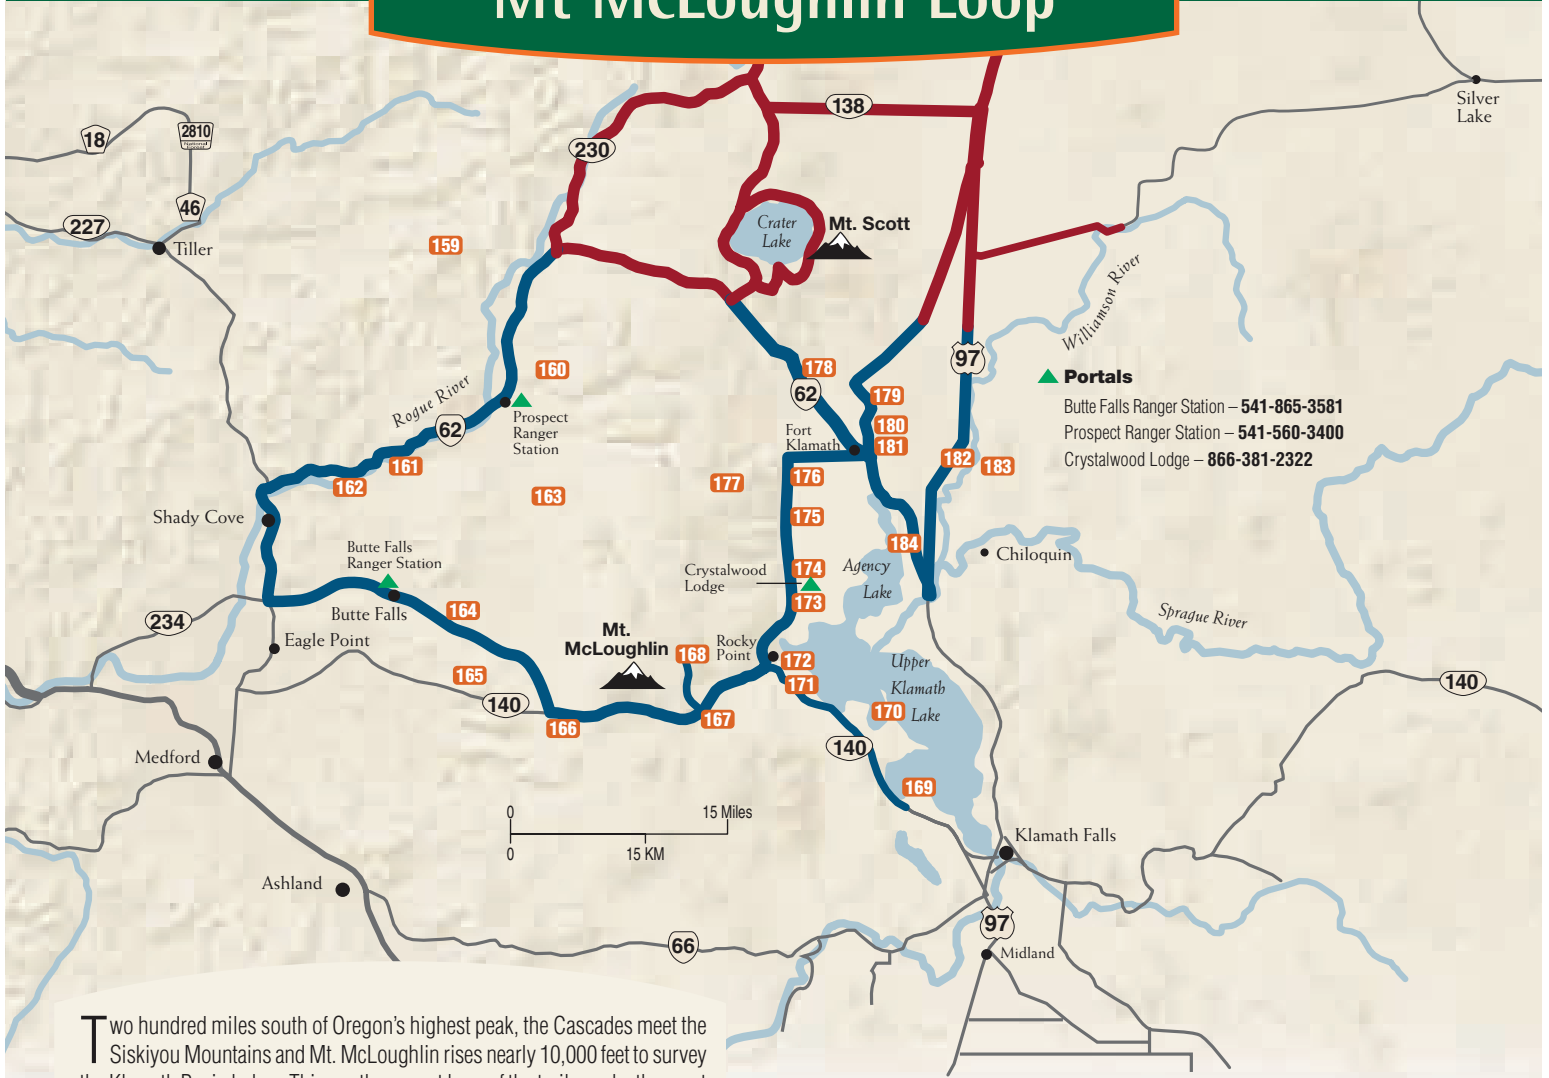 Mt McLoughlin Loop
138
Silver
Lake
18
2810
National
Forest
230
46
227
Tiller
159
Crater
Lake
Mt. Scott
Williamson River
97
160
178
62
179
Portals
Butte Falls Ranger Station – 541-865-3581
Prospect Ranger Station – 541-560-3400
Crystalwood Lodge – 866-381-2322
Rogue River
62
Prospect
Ranger
Station
180
Fort
Klamath
181
161
182
183
162
163
177
176
Shady Cove
175
184
Butte Falls
Ranger Station
Chiloquin
Crystalwood
Lodge
174
Agency
Lake
173
164
Butte Falls
234
Sprague River
Eagle Point
Mt.
McLoughlin
168
Rocky
Point
172
Upper
Klamath
Lake
165
171
140
140
166
167
170
Medford
140
169
0
15 Miles
0
15 KM
Klamath Falls
Ashland
97
66
Midland
Two hundred miles south of Oregon's highest peak, the Cascades meet the
Siskiyou Mountains and Mt. McLoughlin rises nearly 10,000 feet to survey